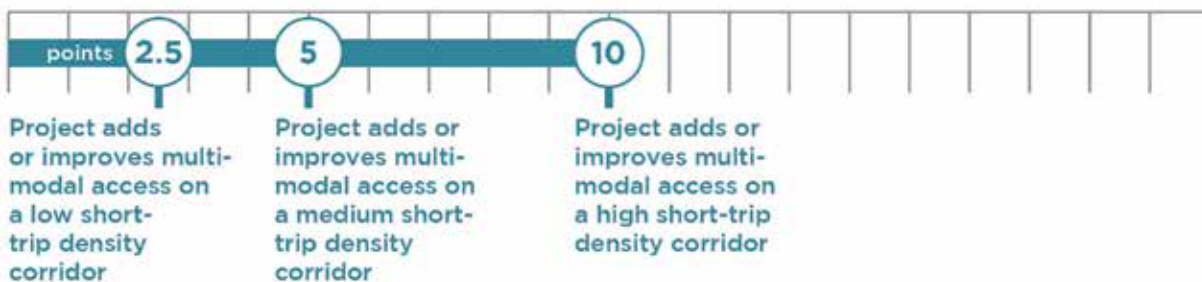 points 2.5 5 10
Project adds
or improves multi-
modal access on
a low short-
trip density
corridor
Project adds or
improves multi-
modal access on
a medium short-
trip density
corridor
Project adds or
improves multi-
modal access on
a high short-trip
density corridor